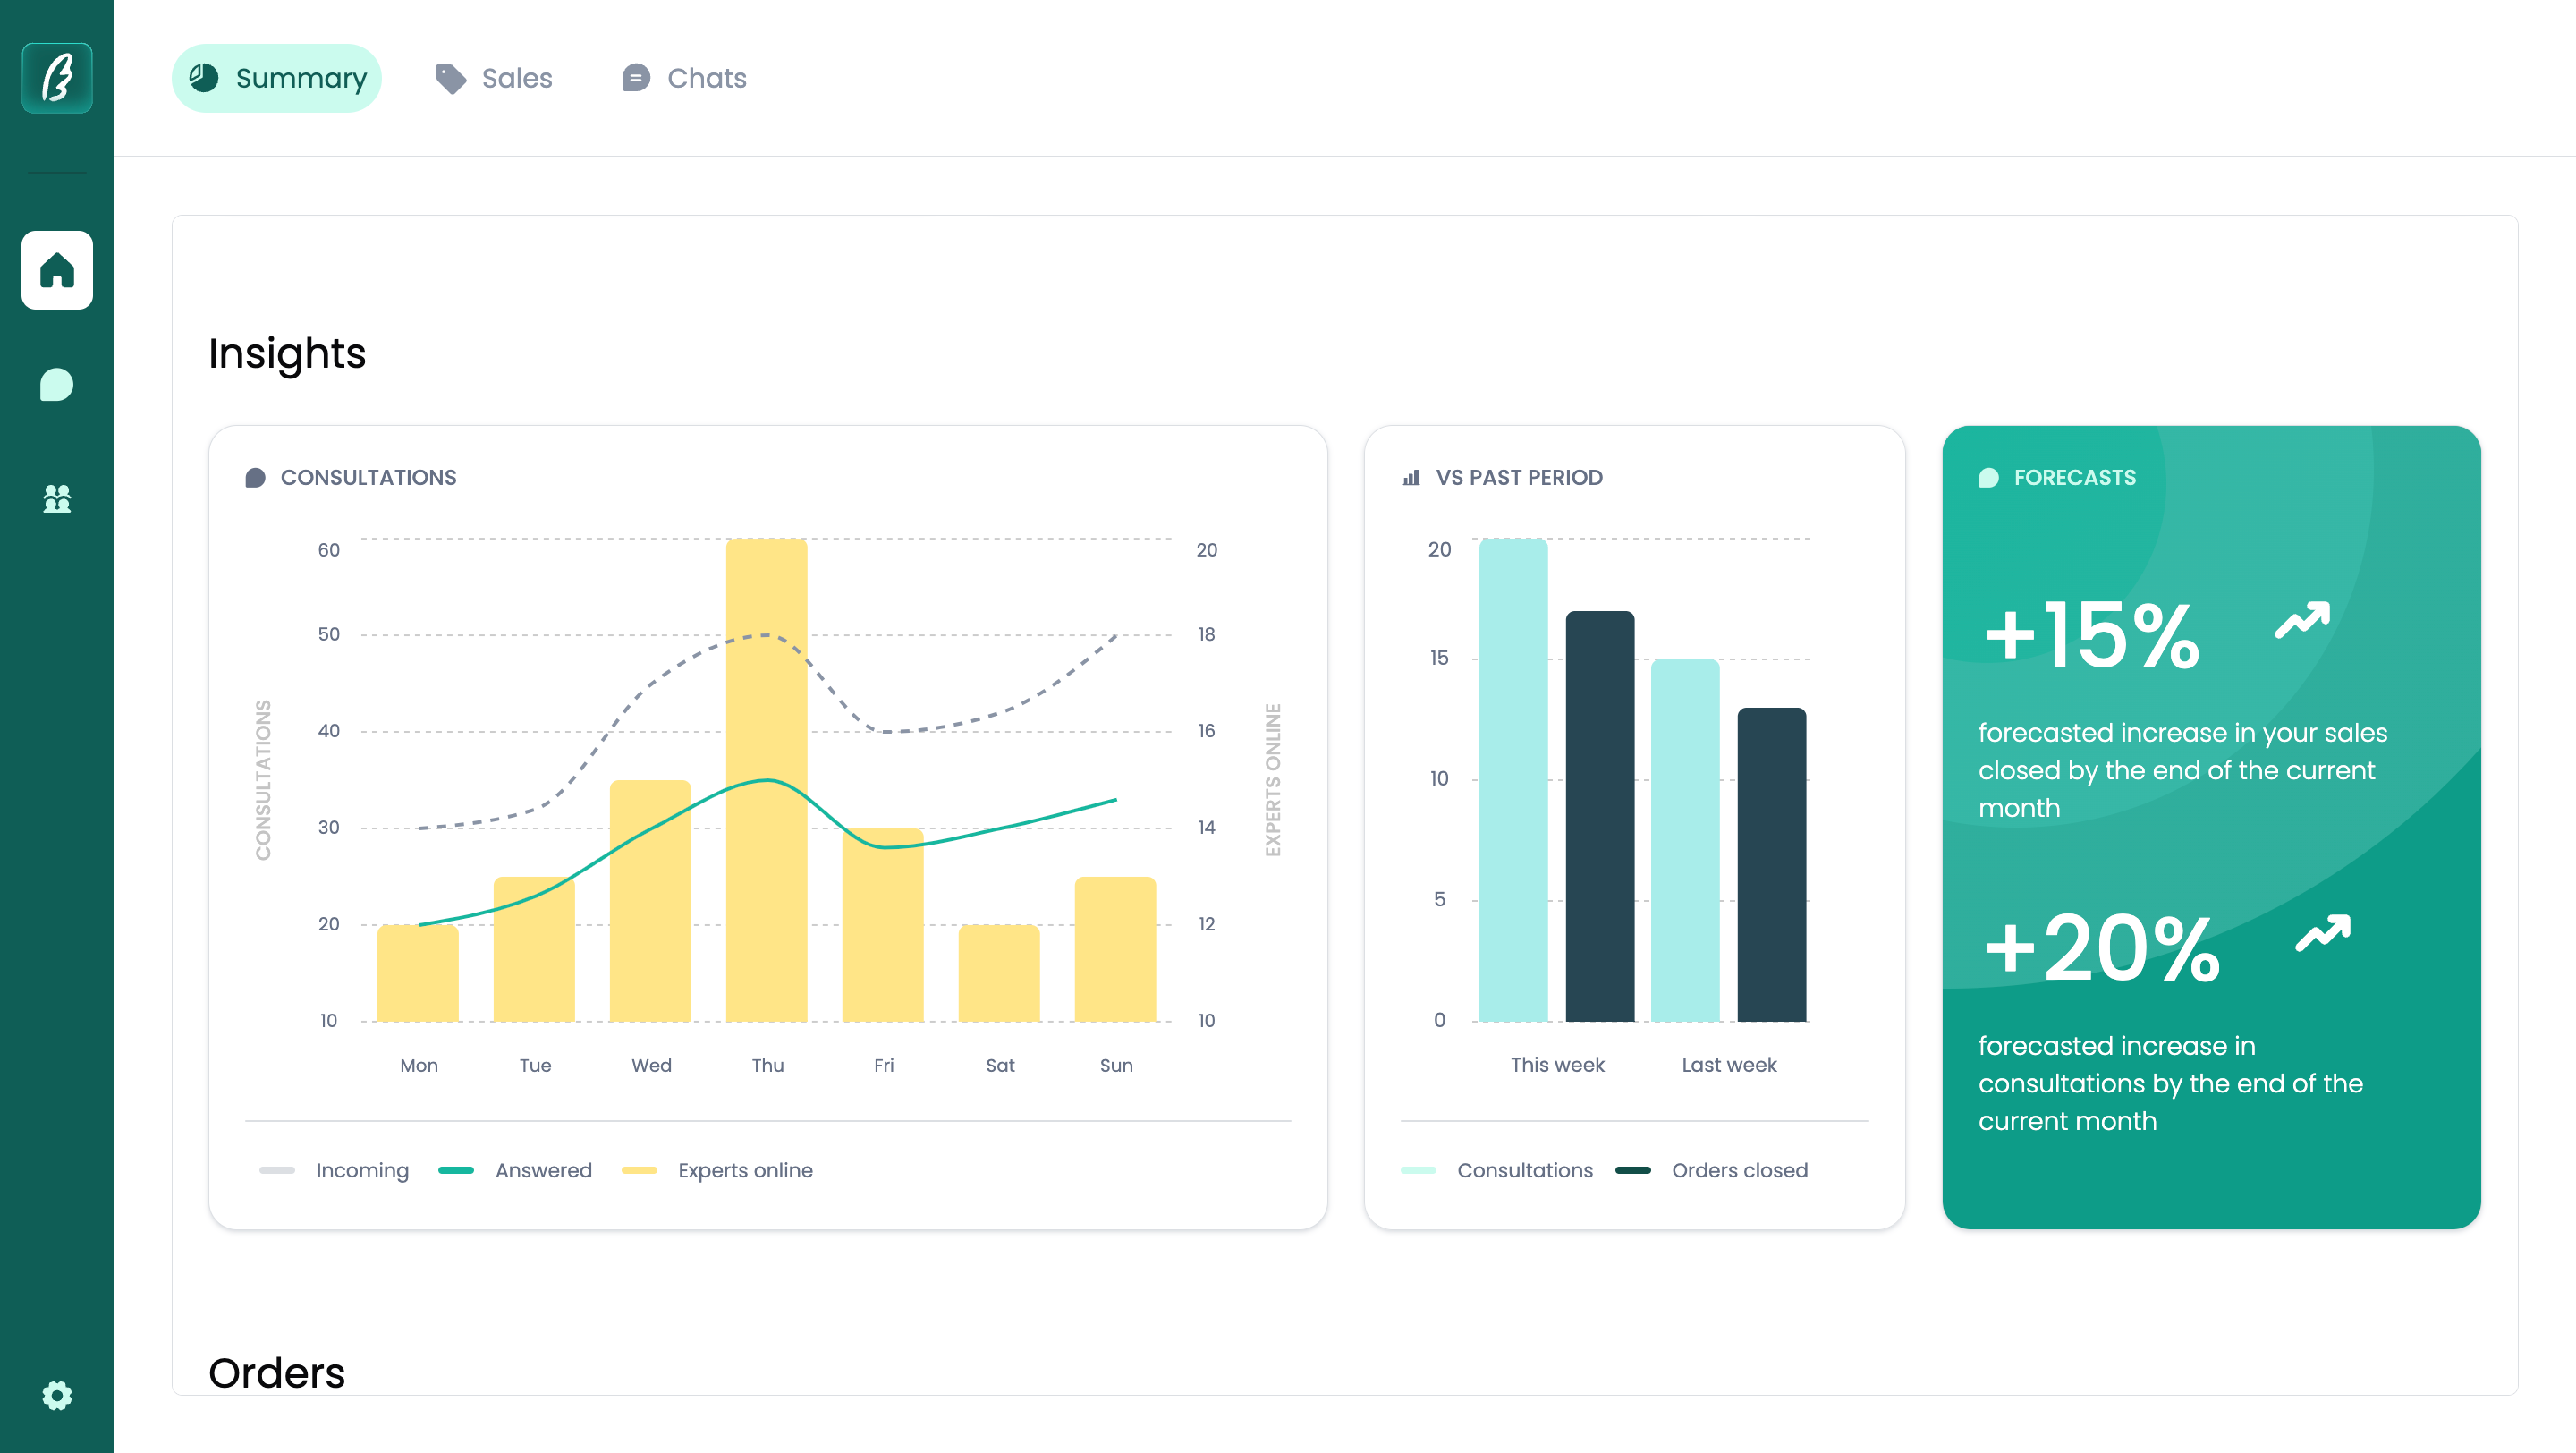 Summary
Sales
Chats
Insights
CONSULTATIONS
60
50
40
30
20
10
20
18
16
14
12
10
CONSULTATIONS
EXPERTS ONLINE
Mon
Tue
Wed
Thu
Fri
Sat
Sun
Incoming
Answered
Experts online
VS PAST PERIOD
20
15
10
5
0
This week
Last week
Consultations
Orders closed
FORECASTS
+15%
forecasted increase in your sales
closed by the end of the current
month
+20%
forecasted increase in
consultations by the end of the
current month
Orders